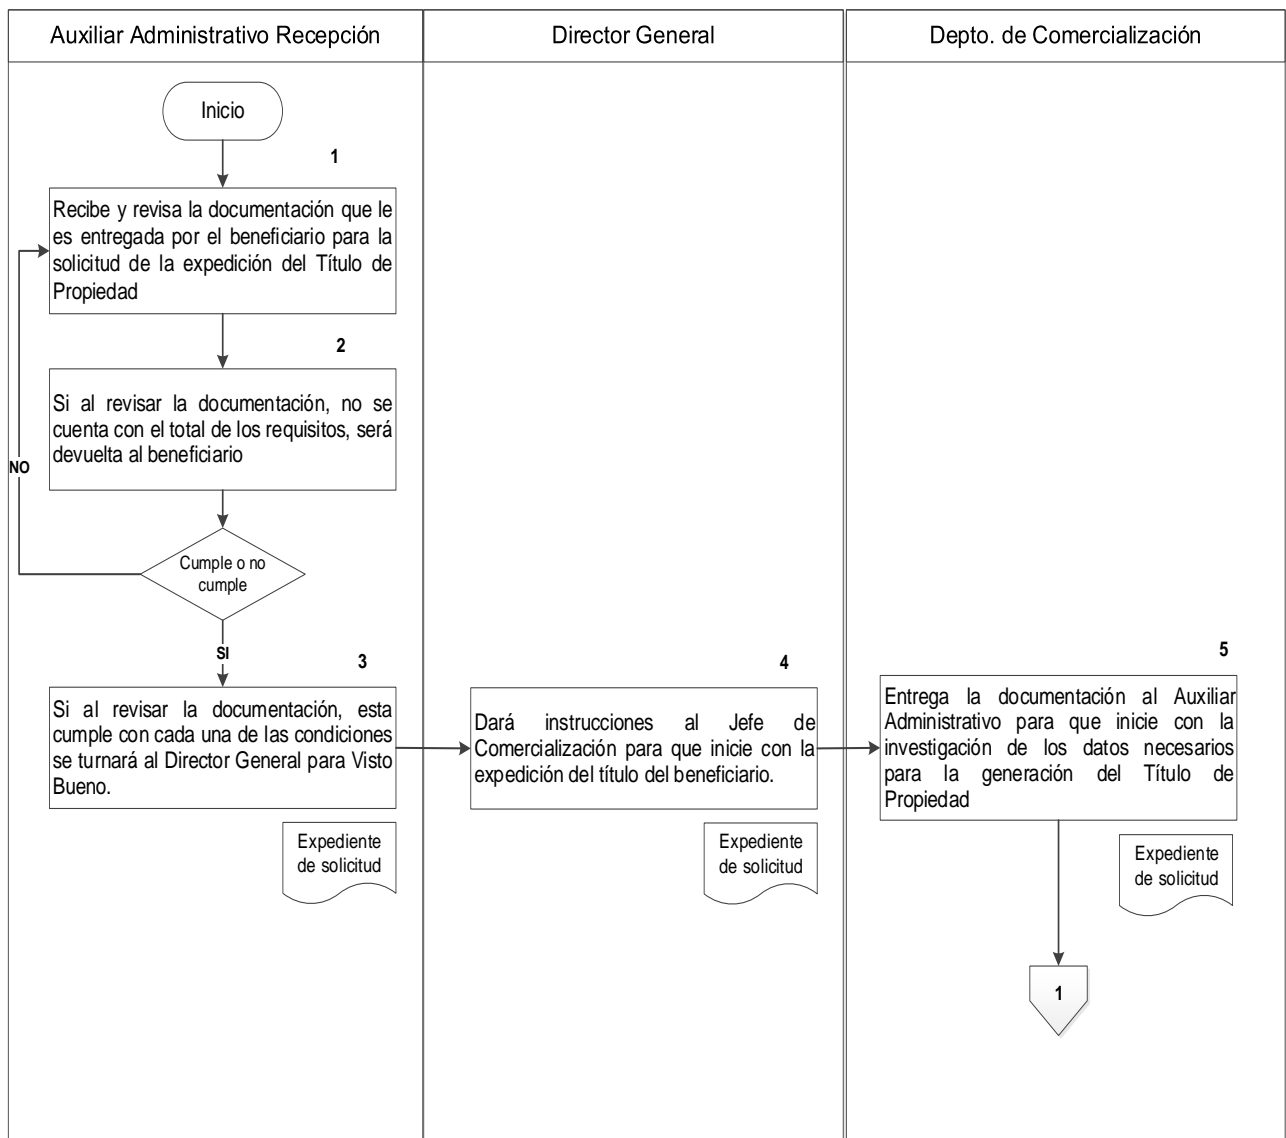 Auxiliar Administrativo Recepción
Director General
Depto. de Comercialización
Inicio
1
Recibe y revisa la documentación que le
es entregada por el beneficiario para la
solicitud de la expedición del Título de
Propiedad
2
Si al revisar la documentación, no se
cuenta con el total de los requisitos, será
devuelta al beneficiario
NO
Cumple o no
cumple
SI
3
Si al revisar la documentación, esta
cumple con cada una de las condiciones
se turnará al Director General para Visto
Bueno.
Expediente
de solicitud
4
Dará instrucciones al Jefe de
Comercialización para que inicie con la
expedición del título del beneficiario.
Expediente
de solicitud
5
Entrega la documentación al Auxiliar
Administrativo para que inicie con la
investigación de los datos necesarios
para la generación del Título de
Propiedad
Expediente
de solicitud
1